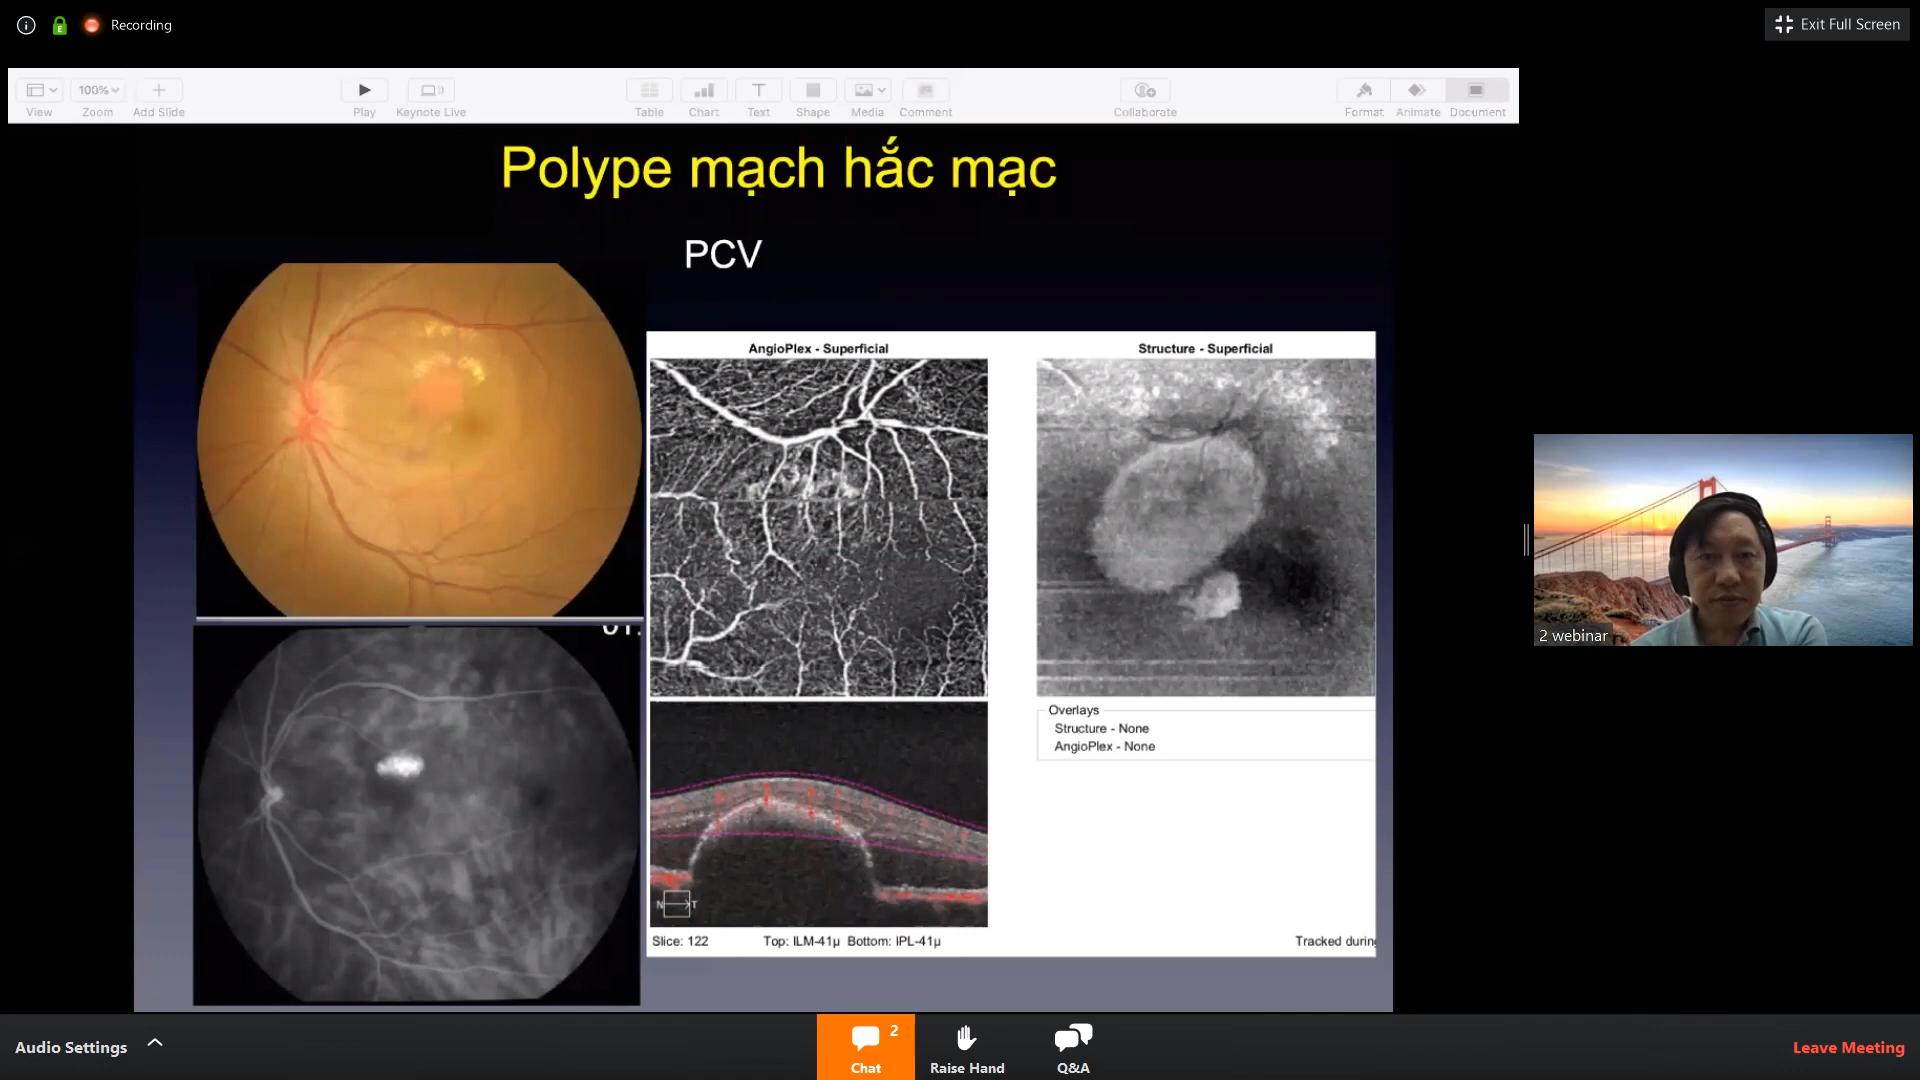 Recording
Exit Full Screen
100%
View
Zoom
Add Slide
Play
Keynote Live
Table
Chart
Text
Shape
Media
Comment
Collaborate
Format
Animate
Document
Polype mạch hắc mạc
PCV
AngioPlex - Superficial
Structure - Superficial
Overlays
Structure - None
AngioPlex - None
N T
Slice: 122
Top: ILM-41µ Bottom: IPL-41µ
Tracked during
2 webinar
Audio Settings
2
Chat
Raise Hand
Q&A
Leave Meeting